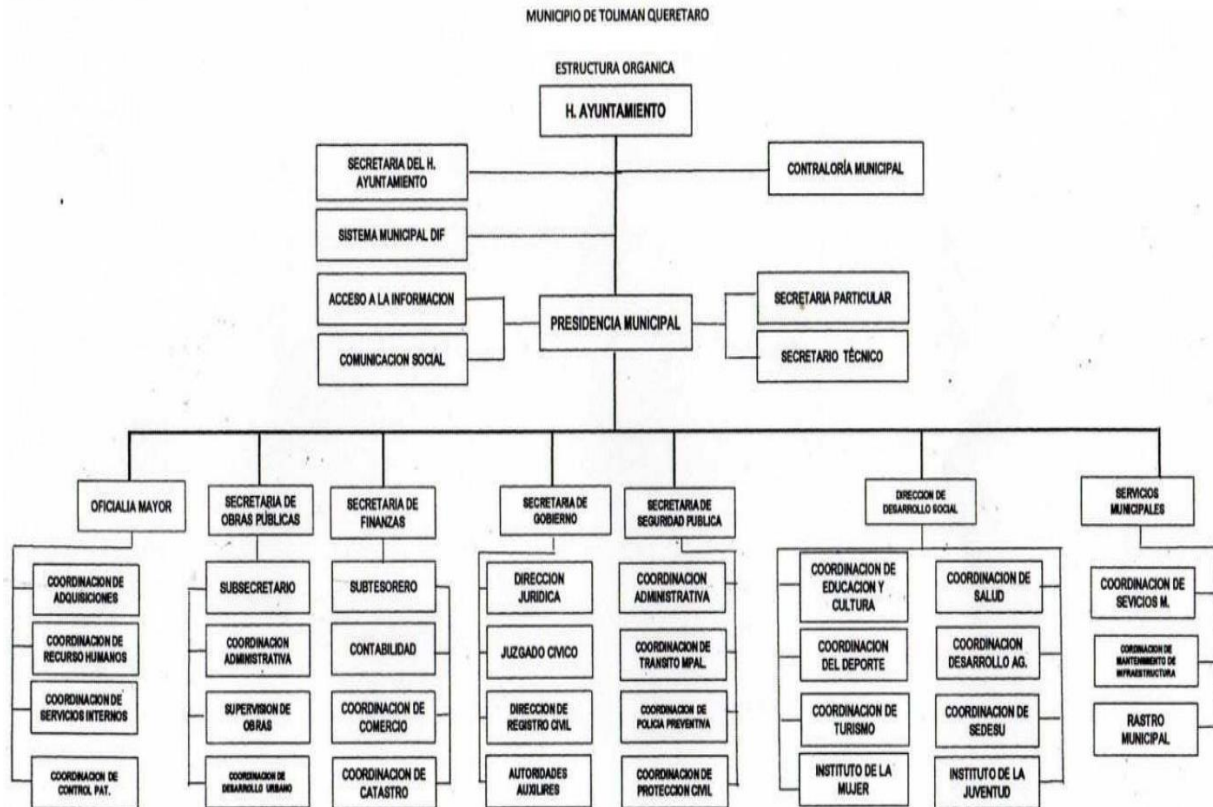 MUNICIPIO DE TOLIMAN QUERETARO
ESTRUCTURA ORGANICA
H. AYUNTAMIENTO
SECRETARIA DEL H.
AYUNTAMIENTO
CONTRALORÍA MUNICIPAL
SISTEMA MUNICIPAL DIF
ACCESO A LA INFORMACION
SECRETARIA PARTICULAR
PRESIDENCIA MUNICIPAL
COMUNICACION SOCIAL
SECRETARIO TÉCNICO
OFICIALIA MAYOR
COORDINACION DE
ADQUISICIONES
COORDINACION DE
RECURSO HUMANOS
COORDINACION DE
SERVICIOS INTERNOS
COORDINACION DE
CONTROL PAT.
SECRETARIA DE
OBRAS PÚBLICAS
SUBSECRETARIO
COORDINACION
ADMINISTRATIVA
SUPERVISION DE
OBRAS
COORDINACION DE
DESARROLLO URBANO
SECRETARIA DE
FINANZAS
SUBTESORERO
CONTABILIDAD
COORDINACION DE
COMERCIO
COORDINACION DE
CATASTRO
SECRETARIA DE
GOBIERNO
DIRECCION
JURIDICA
JUZGADO CIVICO
DIRECCION DE
REGISTRO CIVIL
AUTORIDADES
AUXILIRES
SECRETARIA DE
SEGURIDAD PUBLICA
COORDINACION
ADMINISTRATIVA
COORDINACION DE
TRANSITO MPAL.
COORDINACION DE
POLICIA PREVENTIVA
COORDINACION DE
PROTECCION CIVIL
DIRECCION DE
DESARROLLO SOCIAL
COORDINACION DE
EDUCACION Y
CULTURA
COORDINACION
DEL DEPORTE
COORDINACION DE
TURISMO
INSTITUTO DE LA
MUJER
COORDINACION DE
SALUD
COORDINACION
DESARROLLO AG.
COORDINACION DE
SEDESU
INSTITUTO DE LA
JUVENTUD
SERVICIOS
MUNICIPALES
COORDINACION DE
SEVICIOS M.
CORDINACION DE
MANTENIMIENTO DE
INFRAESTRUCTURA
RASTRO
MUNICIPAL